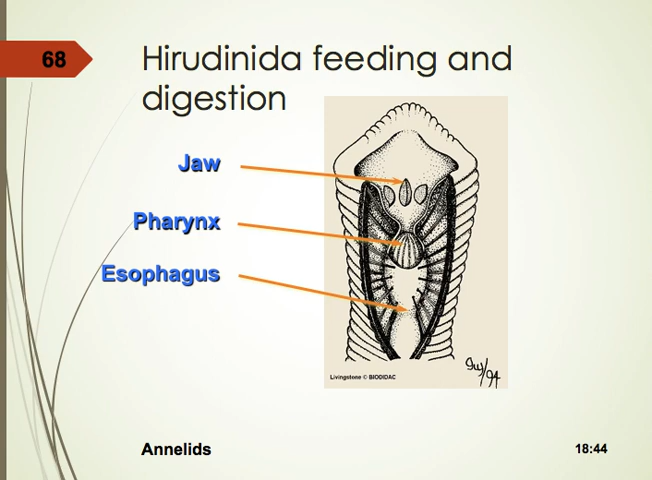 68
Hirudinida feeding and
digestion
Jaw
Pharynx
Esophagus
Livingstone © BIODIDAC
Annelids
18:44